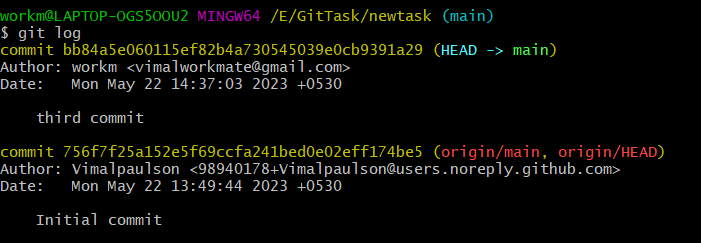 workm@LAPTOP-OGS5OOU2 MINGW64 /E/GitTask/newtask (main)
$ git log
commit bb84a5e060115ef82b4a730545039e0cb9391a29 (HEAD -> main)
Author: workm <vimalworkmate@gmail.com>
Date:   Mon May 22 14:37:03 2023 +0530
third commit
commit 756f7f25a152e5f69ccfa241bed0e02eff174be5 (origin/main, origin/HEAD)
Author: Vimalpaulson <98940178+Vimalpaulson@users.noreply.github.com>
Date:   Mon May 22 13:49:44 2023 +0530
Initial commit